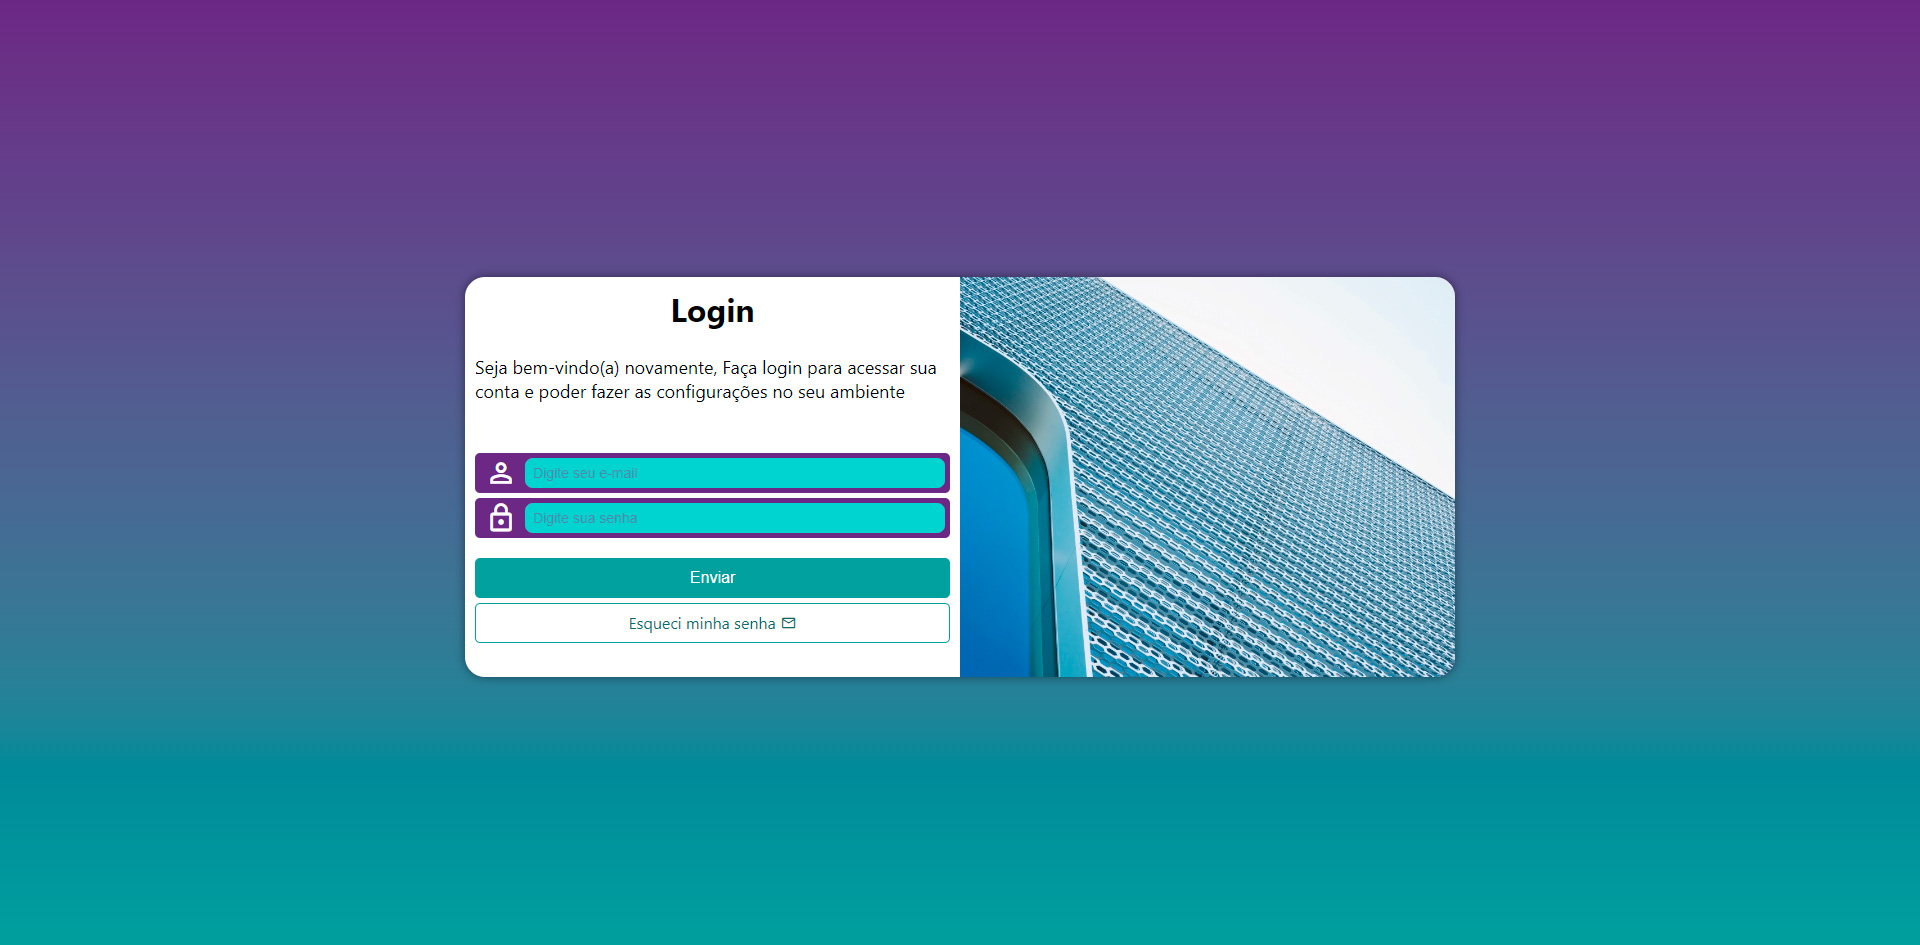 Login
Seja bem-vindo(a) novamente, Faça login para acessar sua
conta e poder fazer as configurações no seu ambiente
Digite seu e-mail
Digite sua senha
Enviar
Esqueci minha senha